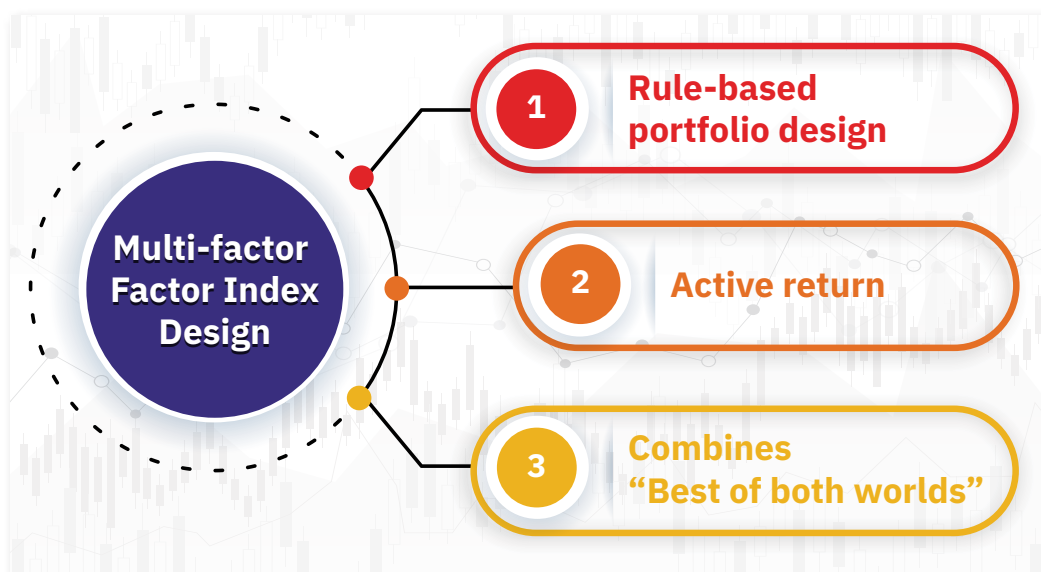 Multi-factor
Factor Index
Design
1
Rule-based
portfolio design
2
Active return
3
Combines
“Best of both worlds”